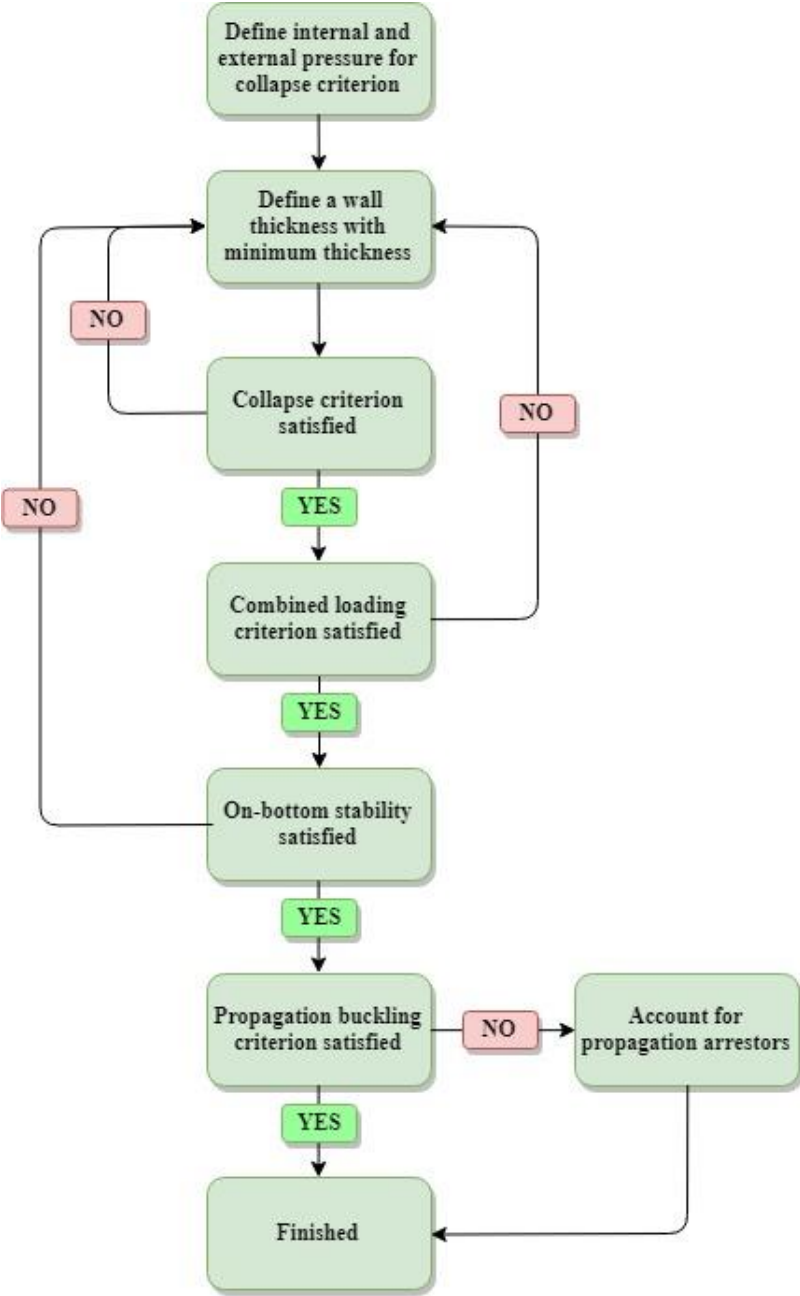 Define internal and
external pressure for
collapse criterion
Define a wall
thickness with
minimum thickness
NO
Collapse criterion
satisfied
NO
YES
NO
Combined loading
criterion satisfied
YES
On-bottom stability
satisfied
YES
Propagation buckling
criterion satisfied
NO
Account for
propagation arrestors
YES
Finished